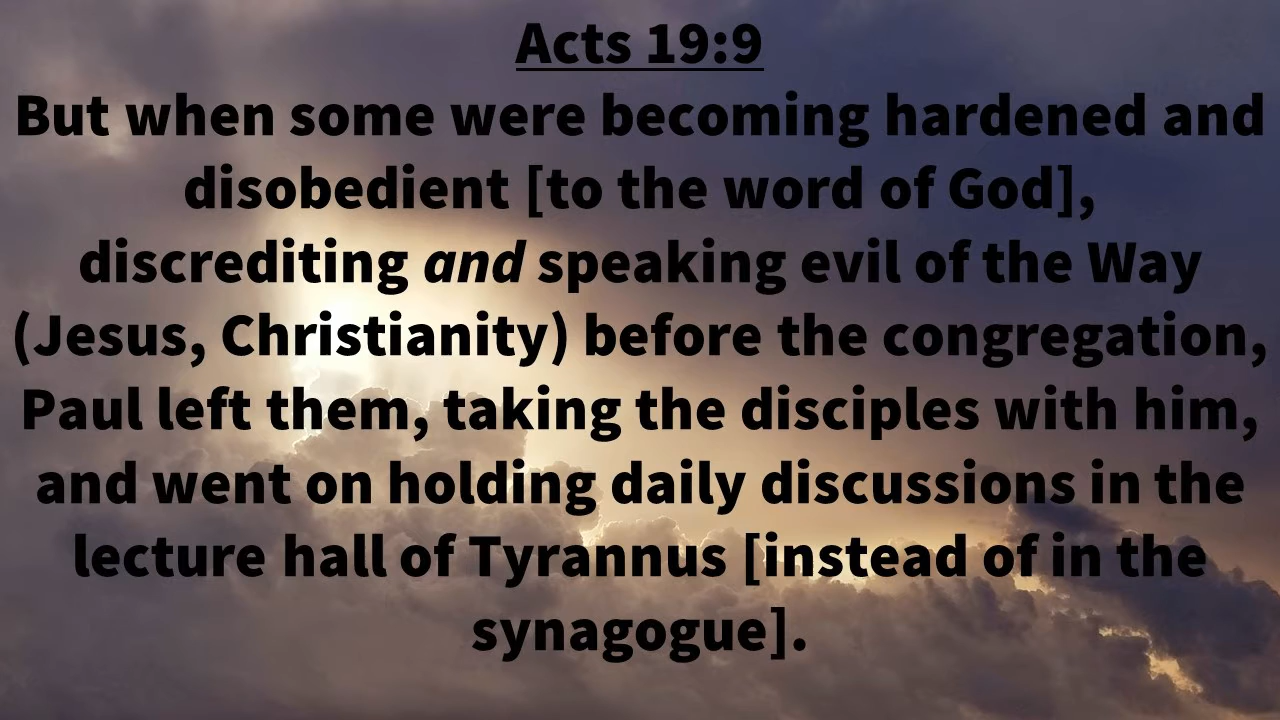 Acts 19:9
But when some were becoming hardened and
disobedient [to the word of God],
discrediting and speaking evil of the Way
(Jesus, Christianity) before the congregation,
Paul left them, taking the disciples with him,
and went on holding daily discussions in the
lecture hall of Tyrannus [instead of in the
synagogue].